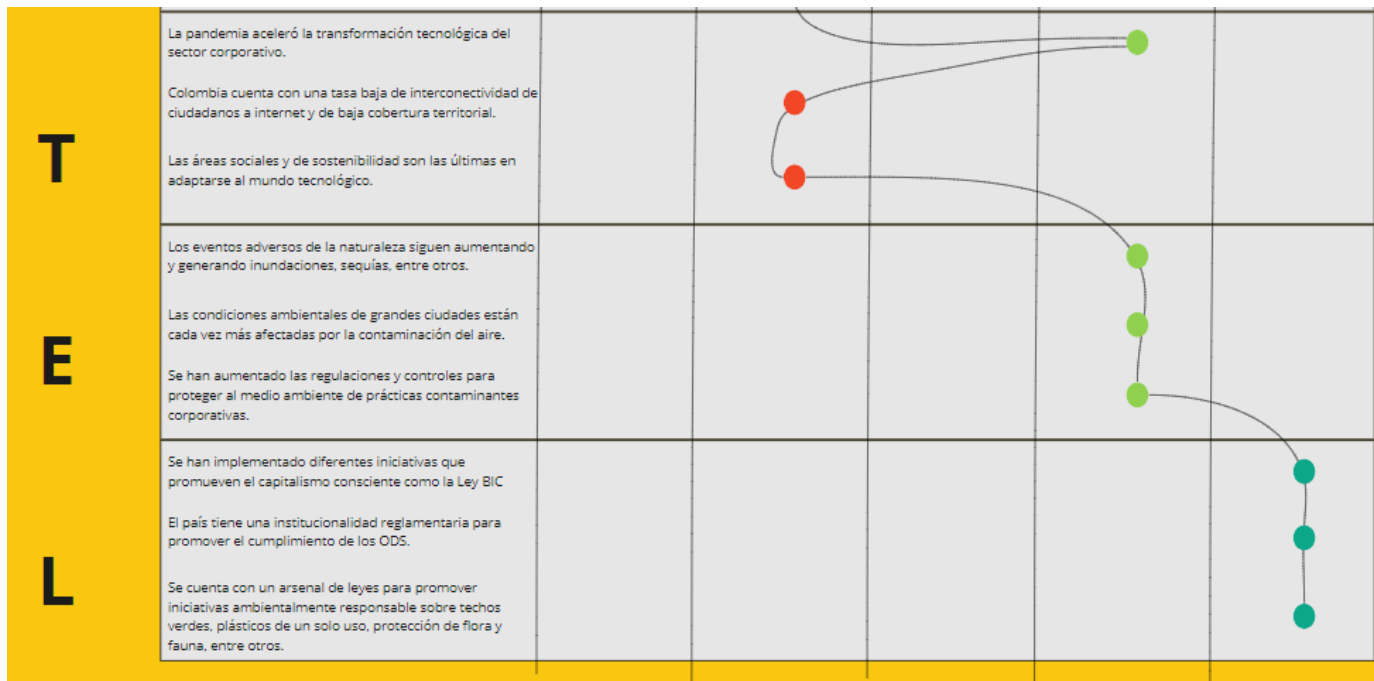 La pandemia aceleró la transformación tecnológica del
sector corporativo.
Colombia cuenta con una tasa baja de interconectividad de
ciudadanos a internet y de baja cobertura territorial.
T
Las áreas sociales y de sostenibilidad son las últimas en
adaptarse al mundo tecnológico.
Los eventos adversos de la naturaleza siguen aumentando
y generando inundaciones, sequías, entre otros.
Las condiciones ambientales de grandes ciudades están
cada vez más afectadas por la contaminación del aire.
E
Se han aumentado las regulaciones y controles para
proteger al medio ambiente de prácticas contaminantes
corporativas.
Se han implementado diferentes iniciativas que
promueven el capitalismo consciente como la Ley BIC
El país tiene una institucionalidad reglamentaria para
promover el cumplimiento de los ODS.
L
Se cuenta con un arsenal de leyes para promover
iniciativas ambientalmente responsable sobre techos
verdes, plásticos de un solo uso, protección de flora y
fauna, entre otros.